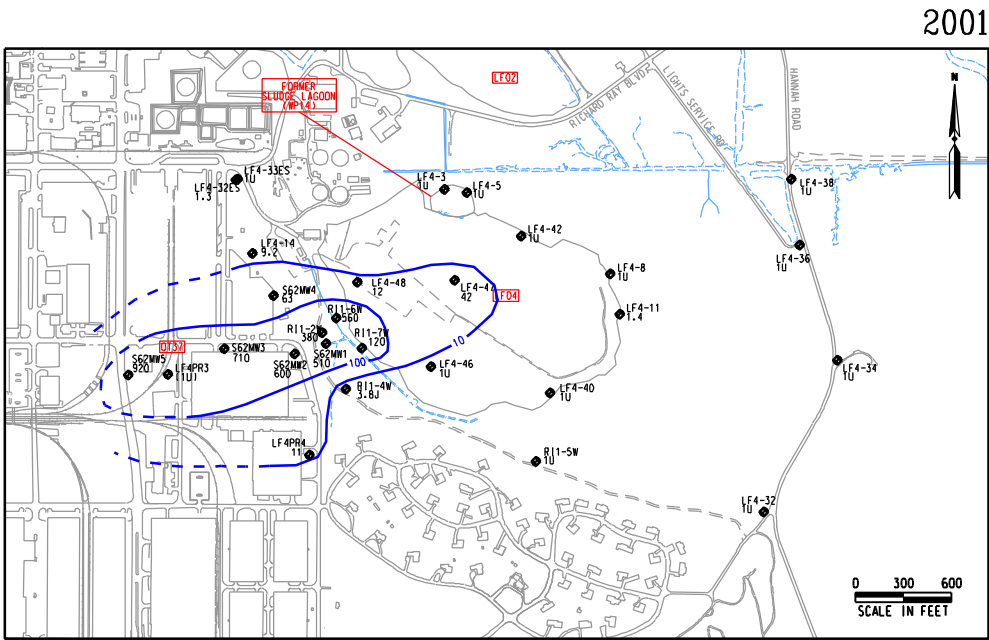 2001
FORMER
SLUDGE LAGOON
(WP14)
LF02
RICHARD RAY BLVD.
LIGHTS SERVICE RD
HANNAH ROAD
N
LF4-33ES
1U
LF4-32ES
1.3
LF4-3
1U
LF4-5
1U
LF4-38
1U
LF4-42
1U
LF4-36
1U
LF4-14
9.2
LF4-8
1U
S62MW4
63
LF4-48
12
LF4-4
42
LF04
LF4-11
1.4
RI1-6W
560
RI1-2W
380
RI1-7W
120
S62MW1
510
10
OT37
S62MW3
710
S62MW2
600
100
S62MW5
920
LF4PR3
(1U)
LF4-46
1U
LF4-34
1U
RI1-4W
3.8J
LF4-40
1U
LF4PR4
11
RI1-5W
1U
LF4-32
1U
0 300 600
SCALE IN FEET